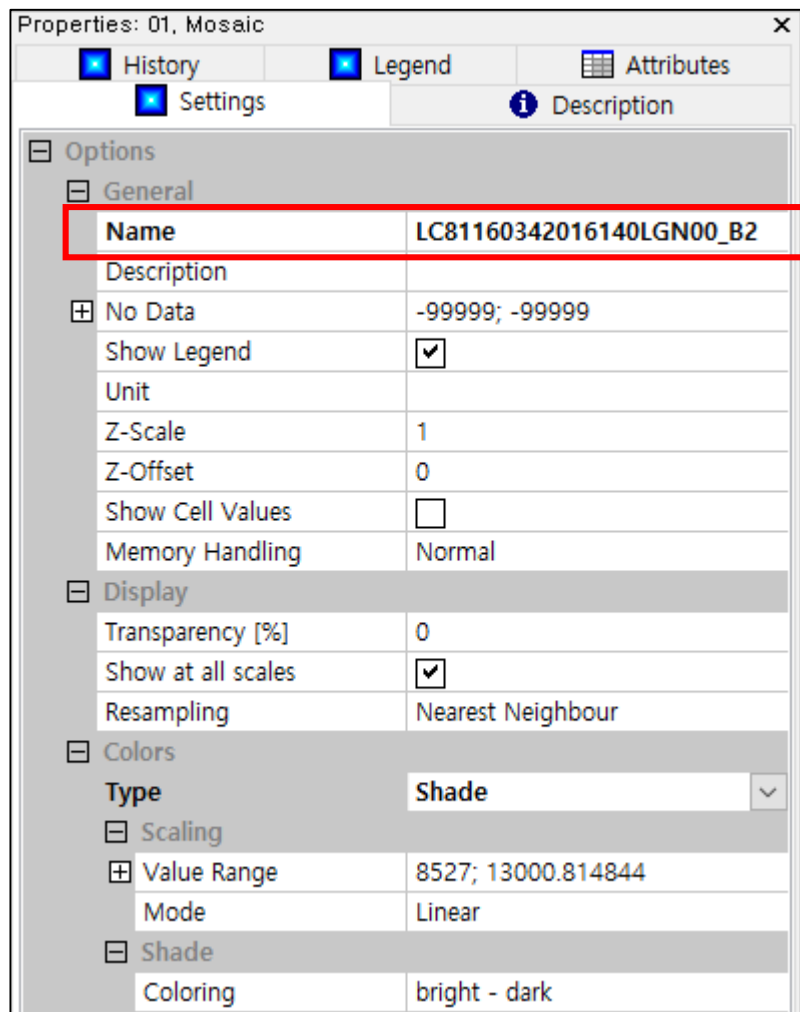 Properties: 01, Mosaic
History Legend Attributes
Settings Description
Options
General
Name LC81160342016140LGN00_B2
Description
No Data -99999; -99999
Show Legend
Unit
Z-Scale 1
Z-Offset 0
Show Cell Values
Memory Handling Normal
Display
Transparency [%] 0
Show at all scales
Resampling Nearest Neighbour
Colors
Type Shade
Scaling
Value Range 8527; 13000.814844
Mode Linear
Shade
Coloring bright - dark